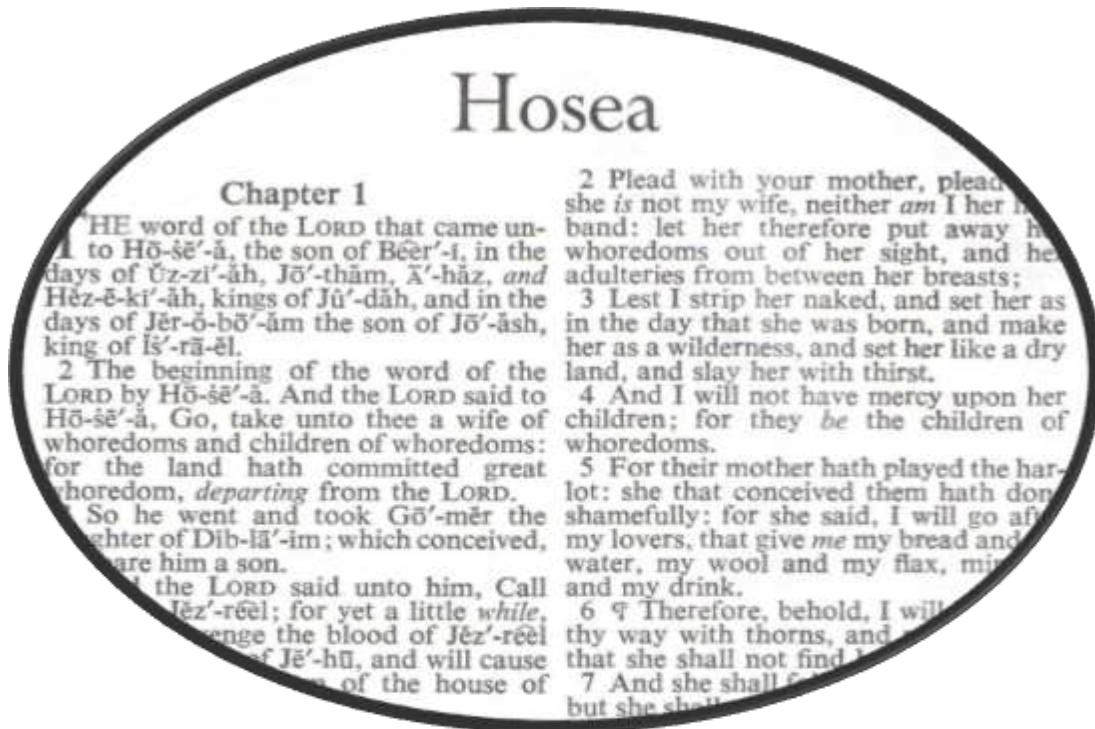 Hosea
Chapter 1
THE word of the LORD that came un-
to Hō-ṡē′-ȧ, the son of Bēēr′-ī, in the
days of Ŭz-zī′-ăh, Jō′-thăm, Ā′-hăz, and
Hĕz-ē-kī′-ăh, kings of Jū′-dăh, and in the
days of Jĕr-ō-bō′-ăm the son of Jō′-ăsh,
king of Ĭṡ′-rā-ĕl.
2 The beginning of the word of the
LORD by Hō-ṡē′-ȧ. And the LORD said to
Hō-ṡē′-ȧ, Go, take unto thee a wife of
whoredoms and children of whoredoms:
for the land hath committed great
whoredom, departing from the LORD.
So he went and took Gō′-mĕr the
ghter of Dĭb-lā′-im; which conceived,
bare him a son.
the LORD said unto him, Call
Jĕz′-rēēl; for yet a little while,
venge the blood of Jĕz′-rēēl
of Jē′-hū, and will cause
of the house of
2 Plead with your mother, plead
she is not my wife, neither am I her
band: let her therefore put away
whoredoms out of her sight, and her
adulteries from between her breasts;
3 Lest I strip her naked, and set her as
in the day that she was born, and make
her as a wilderness, and set her like a dry
land, and slay her with thirst.
4 And I will not have mercy upon her
children; for they be the children of
whoredoms.
5 For their mother hath played the har-
lot: she that conceived them hath don
shamefully: for she said, I will go af
my lovers, that give me my bread and
water, my wool and my flax, mi
and my drink.
6 ¶ Therefore, behold, I will
thy way with thorns, and
that she shall not find
7 And she shall
but she shall